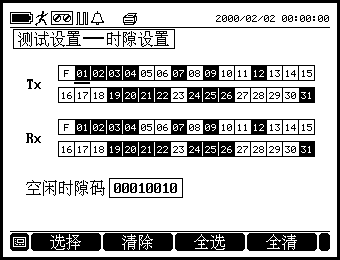 2000/02/02 00:00:00
测试设置——时隙设置
Tx
F 01 02 03 04 05 06 07 08 09 10 11 12 13 14 15
16 17 18 19 20 21 22 23 24 25 26 27 28 29 30 31
Rx
F 01 02 03 04 05 06 07 08 09 10 11 12 13 14 15
16 17 18 19 20 21 22 23 24 25 26 27 28 29 30 31
空闲时隙码 00010010
选择 清除 全选 全清